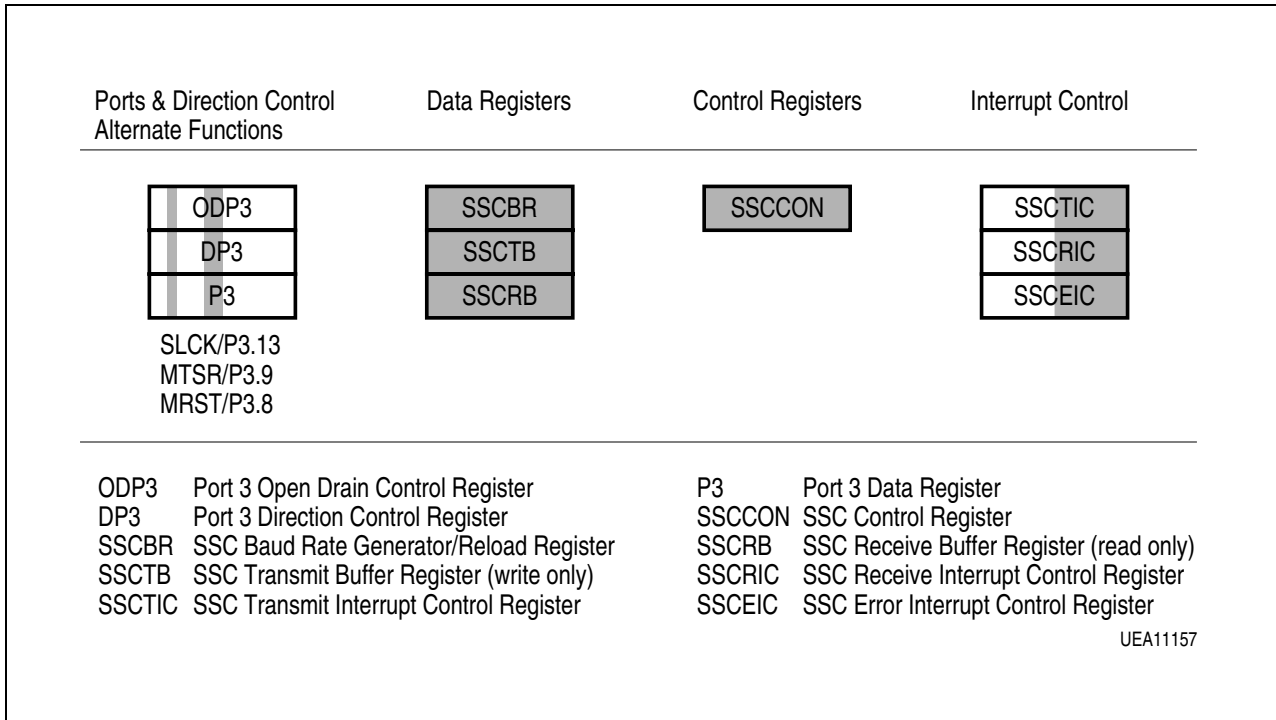 Ports & Direction Control Alternate Functions
Data Registers
Control Registers
Interrupt Control
ODP3
DP3
P3
SSCBR
SSCTB
SSCRB
SSCCON
SSCTIC
SSCRIC
SSCEIC
SLCK/P3.13
MTSR/P3.9
MRST/P3.8
ODP3 Port 3 Open Drain Control Register
DP3 Port 3 Direction Control Register
SSCBR SSC Baud Rate Generator/Reload Register
SSCTB SSC Transmit Buffer Register (write only)
SSCTIC SSC Transmit Interrupt Control Register
P3 Port 3 Data Register
SSCCON SSC Control Register
SSCRB SSC Receive Buffer Register (read only)
SSCRIC SSC Receive Interrupt Control Register
SSCEIC SSC Error Interrupt Control Register
UEA11157